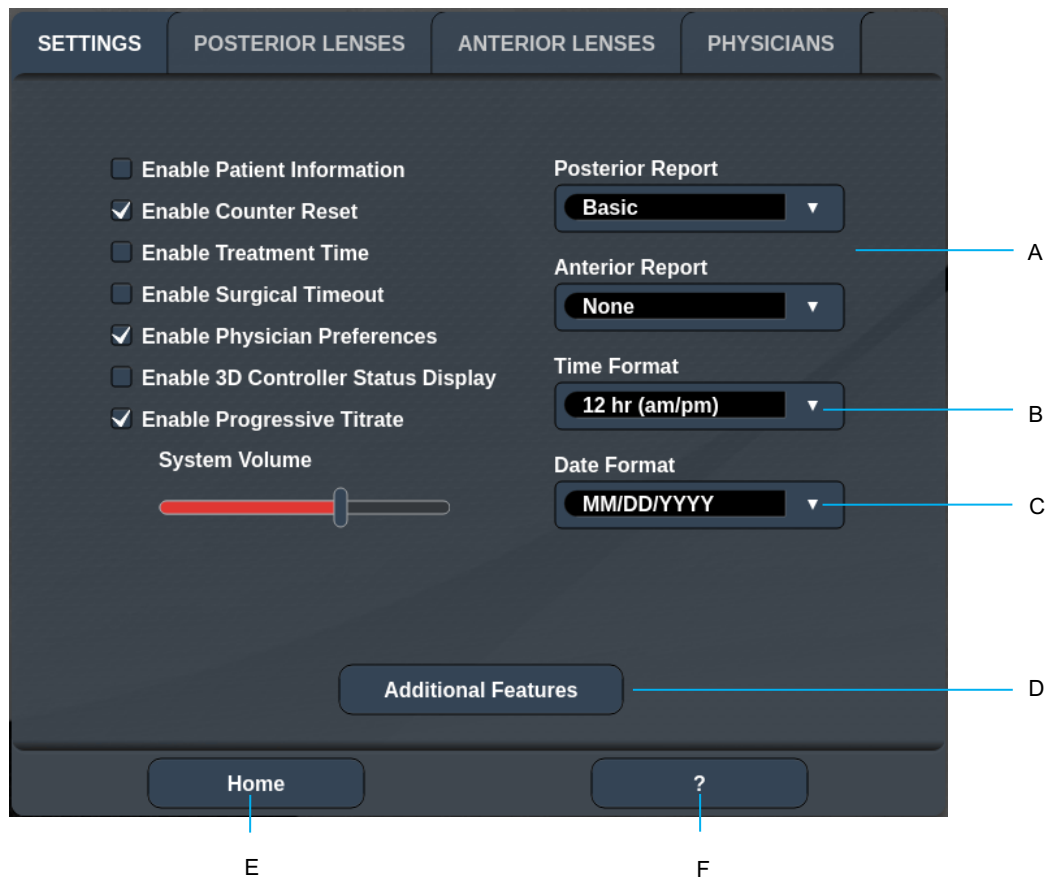 SETTINGS POSTERIOR LENSES ANTERIOR LENSES PHYSICIANS
Enable Patient Information
Enable Counter Reset
Enable Treatment Time
Enable Surgical Timeout
Enable Physician Preferences
Enable 3D Controller Status Display
Enable Progressive Titrate
System Volume
Posterior Report
Basic
A
Anterior Report
None
Time Format
12 hr (am/pm)
B
Date Format
MM/DD/YYYY
C
Additional Features
D
Home
?
E
F